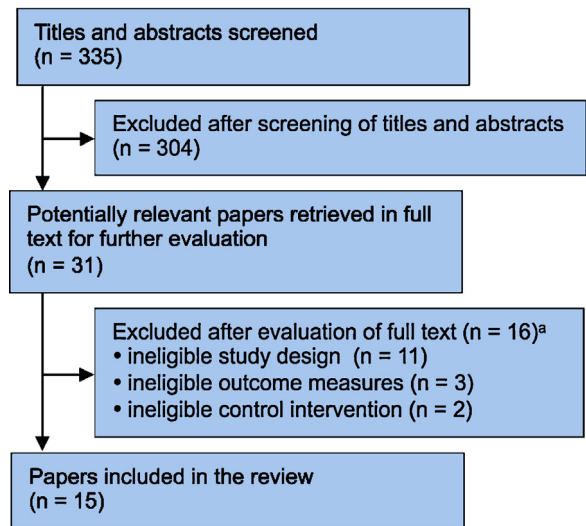 Titles and abstracts screened
(n = 335)
Excluded after screening of titles and abstracts
(n = 304)
Potentially relevant papers retrieved in full
text for further evaluation
(n = 31)
Excluded after evaluation of full text (n = 16)ᵃ
• ineligible study design (n = 11)
• ineligible outcome measures (n = 3)
• ineligible control intervention (n = 2)
Papers included in the review
(n = 15)